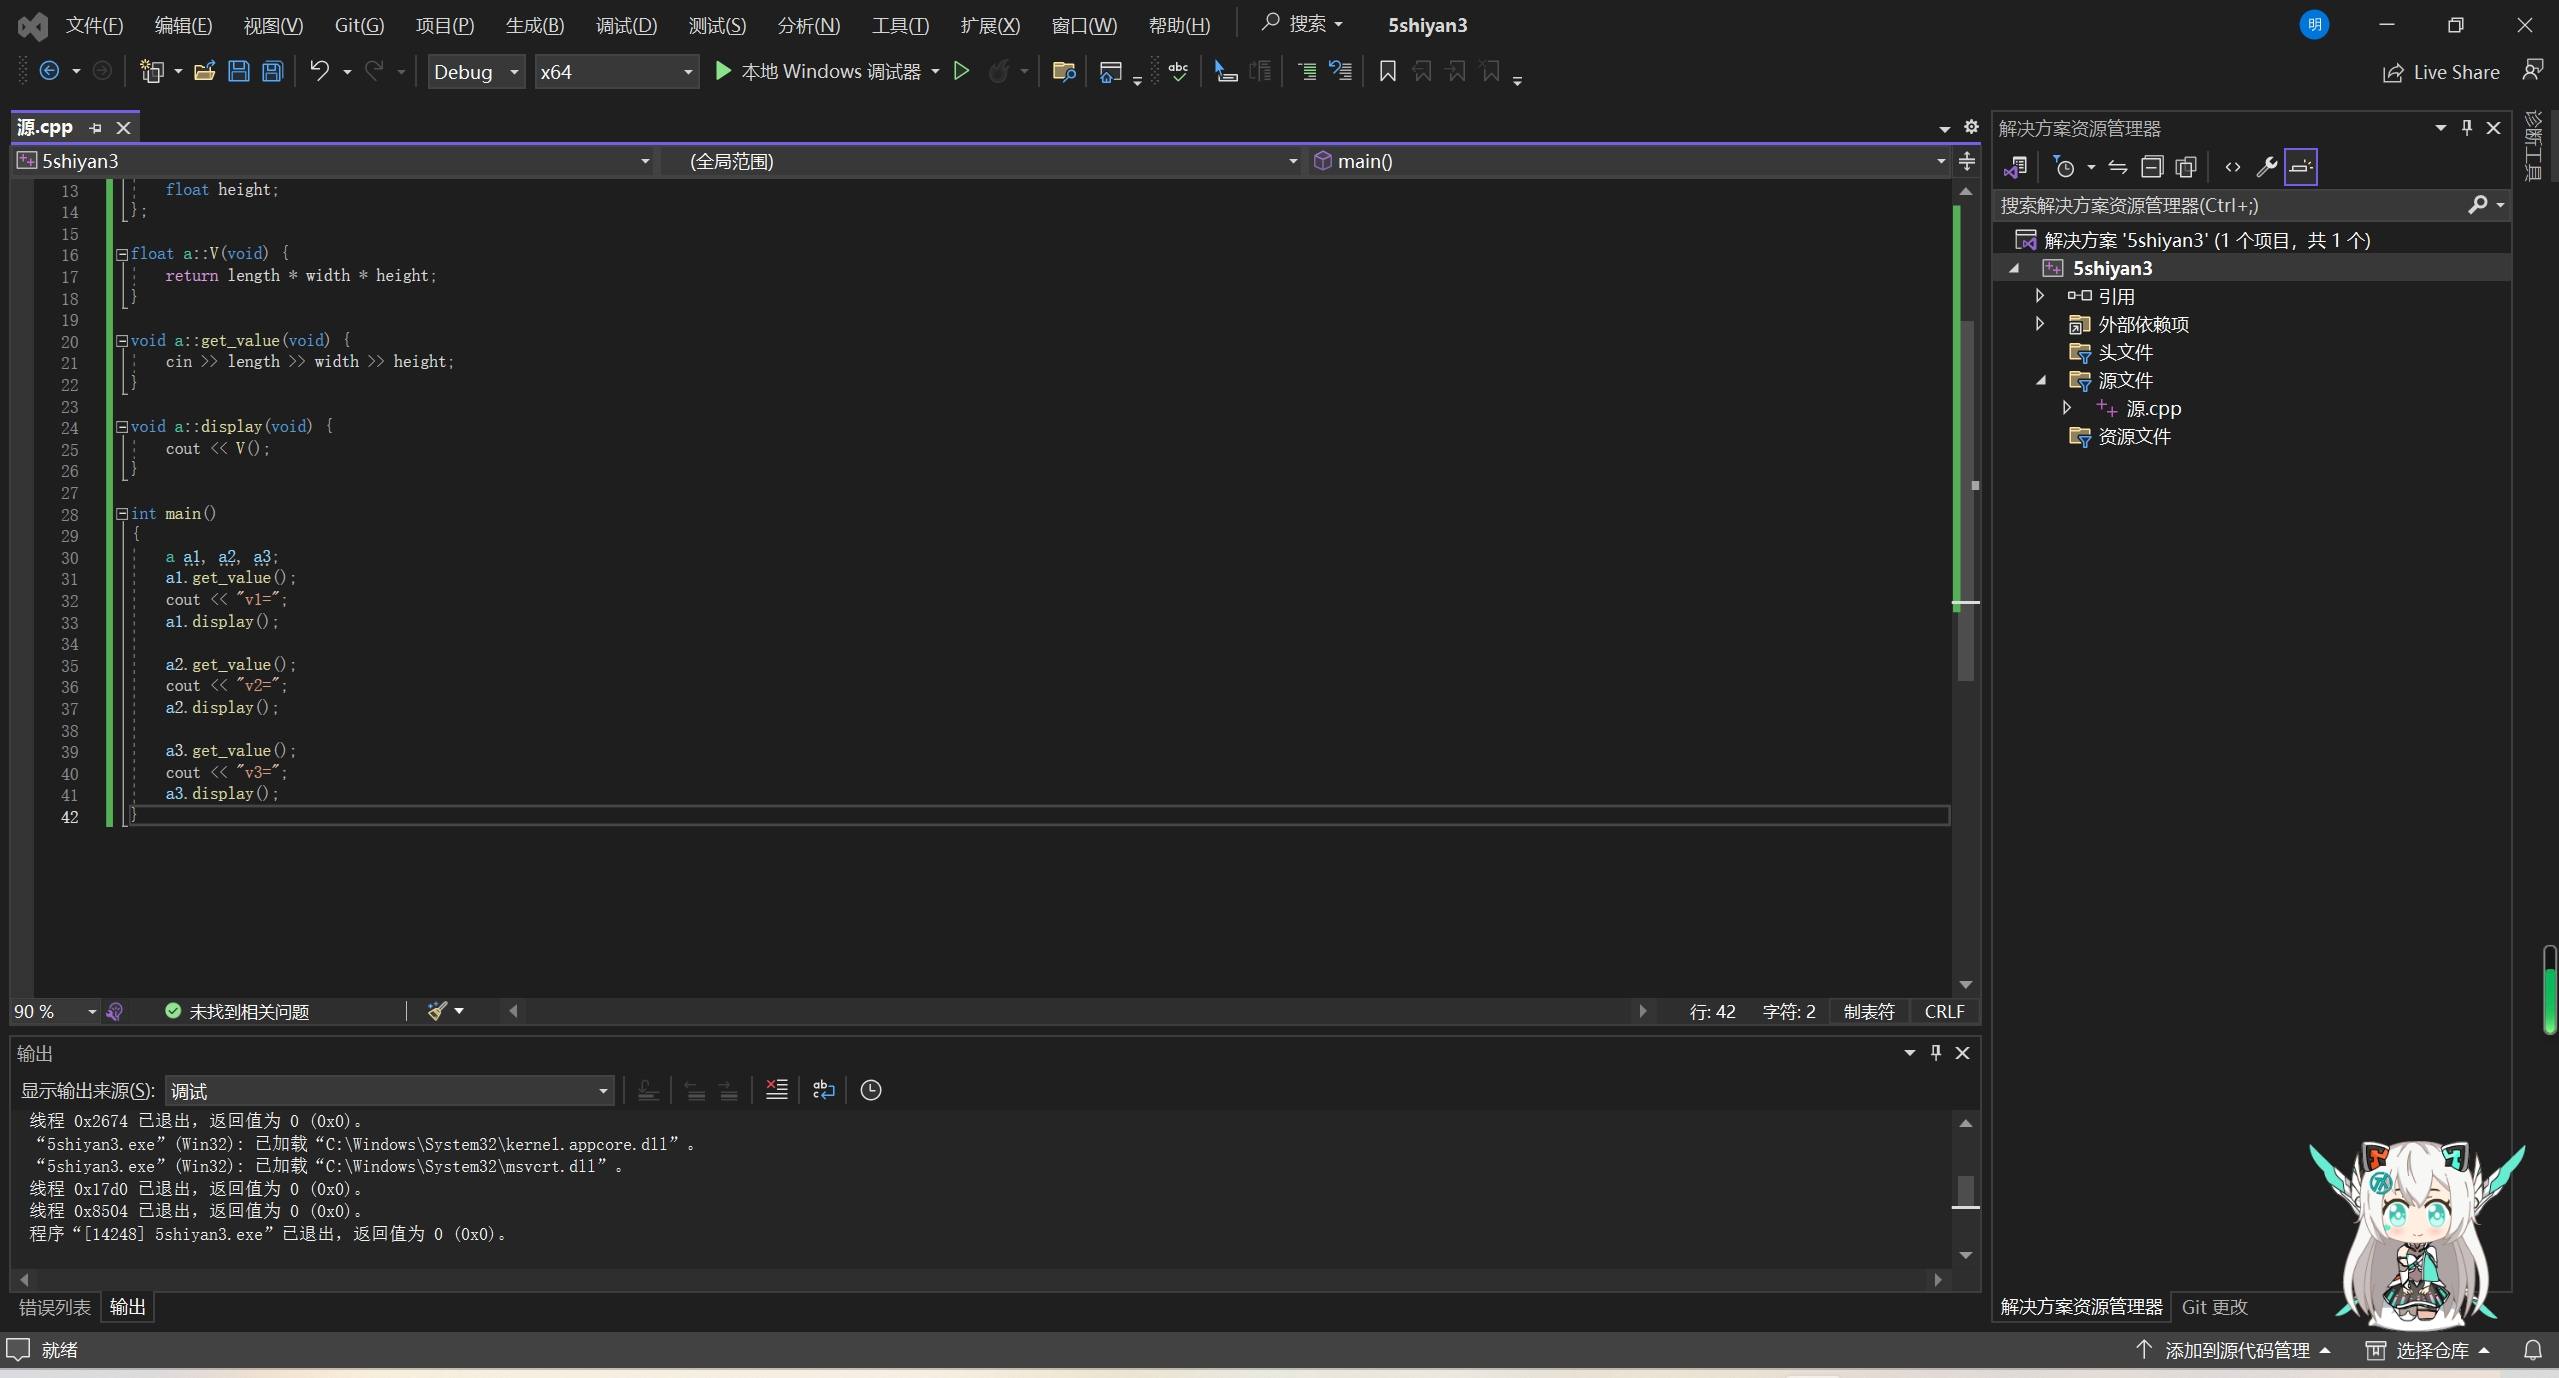 文件(F) 编辑(E) 视图(V) Git(G) 项目(P) 生成(B) 调试(D) 测试(S) 分析(N) 工具(T) 扩展(X) 窗口(W) 帮助(H) 搜索 5shiyan3 明
Debug x64 本地 Windows 调试器 Live Share
源.cpp
5shiyan3 (全局范围) main()
13 float height;
14 };
15
16 float a::V(void) {
17 return length * width * height;
18 }
19
20 void a::get_value(void) {
21 cin >> length >> width >> height;
22 }
23
24 void a::display(void) {
25 cout << V();
26 }
27
28 int main()
29 {
30 a a1, a2, a3;
31 a1.get_value();
32 cout << "v1=";
33 a1.display();
34
35 a2.get_value();
36 cout << "v2=";
37 a2.display();
38
39 a3.get_value();
40 cout << "v3=";
41 a3.display();
42 }
90 % 未找到相关问题 行: 42 字符: 2 制表符 CRLF
输出
显示输出来源(S): 调试
线程 0x2674 已退出，返回值为 0 (0x0)。
“5shiyan3.exe”(Win32): 已加载“C:\Windows\System32\kernel.appcore.dll”。
“5shiyan3.exe”(Win32): 已加载“C:\Windows\System32\msvcrt.dll”。
线程 0x17d0 已退出，返回值为 0 (0x0)。
线程 0x8504 已退出，返回值为 0 (0x0)。
程序“[14248] 5shiyan3.exe”已退出，返回值为 0 (0x0)。
错误列表 输出
解决方案资源管理器
搜索解决方案资源管理器(Ctrl+;)
解决方案 '5shiyan3' (1 个项目，共 1 个)
5shiyan3
引用
外部依赖项
头文件
源文件
源.cpp
资源文件
解决方案资源管理器 Git 更改
诊断工具
就绪 添加到源代码管理 选择仓库